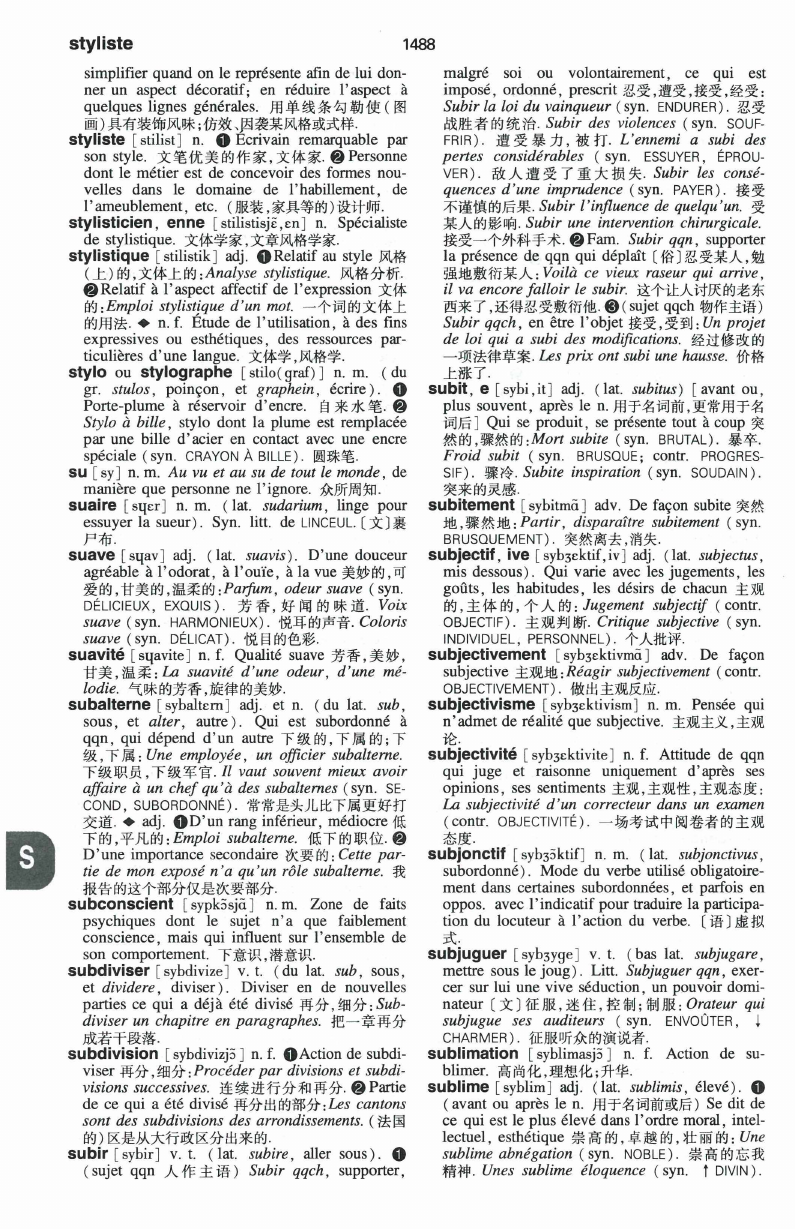 styliste
1488
simplifier quand on le représente afin de lui don-
ner un aspect décoratif; en réduire l'aspect à
quelques lignes générales. 用单线条勾勒使(图
画)具有装饰风味;仿效、因袭某风格或式样.
styliste [stilist] n. ❶ Écrivain remarquable par
son style. 文笔优美的作家,文体家. ❷ Personne
dont le métier est de concevoir des formes nou-
velles dans le domaine de l'habillement, de
l'ameublement, etc. (服装,家具等的)设计师.
stylisticien, enne [stilistisjɛ̃,ɛn] n. Spécialiste
de stylistique. 文体学家,文章风格学家.
stylistique [stilistik] adj. ❶ Relatif au style 风格
(上)的,文体上的:Analyse stylistique. 风格分析.
❷ Relatif à l'aspect affectif de l'expression 文体
的:Emploi stylistique d'un mot. 一个词的文体上
的用法. ◆ n. f. Étude de l'utilisation, à des fins
expressives ou esthétiques, des ressources par-
ticulières d'une langue. 文体学,风格学.
stylo ou stylographe [stilo(graf)] n. m. (du
gr. stulos, poinçon, et graphein, écrire). ❶
Porte-plume à réservoir d'encre. 自来水笔. ❷
Stylo à bille, stylo dont la plume est remplacée
par une bille d'acier en contact avec une encre
spéciale (syn. CRAYON À BILLE). 圆珠笔.
su [sy] n. m. Au vu et au su de tout le monde, de
manière que personne ne l'ignore. 众所周知.
suaire [sɥɛr] n. m. (lat. sudarium, linge pour
essuyer la sueur). Syn. litt. de LINCEUL. [文]裹
尸布.
suave [sɥav] adj. (lat. suavis). D'une douceur
agréable à l'odorat, à l'ouïe, à la vue 美妙的,可
爱的,甘美的,温柔的:Parfum, odeur suave (syn.
DÉLICIEUX, EXQUIS). 芳香,好闻的味道. Voix
suave (syn. HARMONIEUX). 悦耳的声音. Coloris
suave (syn. DÉLICAT). 悦目的色彩.
suavité [sɥavite] n. f. Qualité suave 芳香,美妙,
甘美,温柔: La suavité d'une odeur, d'une mé-
lodie. 气味的芳香,旋律的美妙.
subalterne [sybaltɛrn] adj. et n. (du lat. sub,
sous, et alter, autre). Qui est subordonné à
qqn, qui dépend d'un autre 下级的,下属的;下
级,下属: Une employée, un officier subalterne.
下级职员,下级军官. Il vaut souvent mieux avoir
affaire à un chef qu'à des subalternes (syn. SE-
COND, SUBORDONNÉ). 常常是头儿比下属更好打
交道. ◆ adj. ❶ D'un rang inférieur, médiocre 低
下的,平凡的: Emploi subalterne. 低下的职位. ❷
D'une importance secondaire 次要的: Cette par-
tie de mon exposé n'a qu'un rôle subalterne. 我
报告的这个部分仅是次要部分.
subconscient [sypkɔ̃sjɑ̃] n. m. Zone de faits
psychiques dont le sujet n'a que faiblement
conscience, mais qui influent sur l'ensemble de
son comportement. 下意识,潜意识.
subdiviser [sybdivize] v. t. (du lat. sub, sous,
et dividere, diviser). Diviser en de nouvelles
parties ce qui a déjà été divisé 再分,细分:Sub-
diviser un chapitre en paragraphes. 把一章再分
成若干段落.
subdivision [sybdivizjɔ̃] n. f. ❶ Action de subdi-
viser 再分,细分:Procéder par divisions et subdi-
visions successives. 连续进行分和再分. ❷ Partie
de ce qui a été divisé 再分出的部分:Les cantons
sont des subdivisions des arrondissements. (法国
的)区是从大行政区分出来的.
subir [sybir] v. t. (lat. subire, aller sous). ❶
(sujet qqn 人作主语) Subir qqch, supporter,
malgré soi ou volontairement, ce qui est
imposé, ordonné, prescrit 忍受,遭受,接受,经受:
Subir la loi du vainqueur (syn. ENDURER). 忍受
战胜者的统治. Subir des violences (syn. SOUF-
FRIR). 遭受暴力,被打. L'ennemi a subi des
pertes considérables (syn. ESSUYER, ÉPROU-
VER). 敌人遭受了重大损失. Subir les consé-
quences d'une imprudence (syn. PAYER). 接受
不谨慎的后果. Subir l'influence de quelqu'un. 受
某人的影响. Subir une intervention chirurgicale.
接受一个外科手术. ❷ Fam. Subir qqn, supporter
la présence de qqn qui déplaît [俗]忍受某人,勉
强地敷衍某人: Voilà ce vieux raseur qui arrive,
il va encore falloir le subir. 这个让人讨厌的老东
西来了,还得忍受敷衍他. ❸ (sujet qqch 物作主语)
Subir qqch, en être l'objet 接受,受到: Un projet
de loi qui a subi des modifications. 经过修改的
一项法律草案. Les prix ont subi une hausse. 价格
上涨了.
subit, e [sybi,it] adj. (lat. subitus) [avant ou,
plus souvent, après le n. 用于名词前,更常用于名
词后] Qui se produit, se présente tout à coup 突
然的,骤然的:Mort subite (syn. BRUTAL). 暴卒.
Froid subit (syn. BRUSQUE; contr. PROGRES-
SIF). 骤冷. Subite inspiration (syn. SOUDAIN).
突来的灵感.
subitement [sybitmɑ̃] adv. De façon subite 突然
地,骤然地: Partir, disparaître subitement (syn.
BRUSQUEMENT). 突然离去,消失.
subjectif, ive [sybʒɛktif,iv] adj. (lat. subjectus,
mis dessous). Qui varie avec les jugements, les
goûts, les habitudes, les désirs de chacun 主观
的,主体的,个人的: Jugement subjectif (contr.
OBJECTIF). 主观判断. Critique subjective (syn.
INDIVIDUEL, PERSONNEL). 个人批评.
subjectivement [sybʒɛktivmɑ̃] adv. De façon
subjective 主观地:Réagir subjectivement (contr.
OBJECTIVEMENT). 做出主观反应.
subjectivisme [sybʒɛktivism] n. m. Pensée qui
n'admet de réalité que subjective. 主观主义,主观
论.
subjectivité [sybʒɛktivite] n. f. Attitude de qqn
qui juge et raisonne uniquement d'après ses
opinions, ses sentiments 主观,主观性,主观态度:
La subjectivité d'un correcteur dans un examen
(contr. OBJECTIVITÉ). 一场考试中阅卷者的主观
态度.
subjonctif [sybʒɔ̃ktif] n. m. (lat. subjonctivus,
subordonné). Mode du verbe utilisé obligatoire-
ment dans certaines subordonnées, et parfois en
oppos. avec l'indicatif pour traduire la participa-
tion du locuteur à l'action du verbe. [语]虚拟
式.
subjuguer [sybʒyge] v. t. (bas lat. subjugare,
mettre sous le joug). Litt. Subjuguer qqn, exer-
cer sur lui une vive séduction, un pouvoir domi-
nateur [文]征服,迷住,控制;制服: Orateur qui
subjugue ses auditeurs (syn. ENVOÛTER, ↓
CHARMER). 征服听众的演说者.
sublimation [syblimasjɔ̃] n. f. Action de su-
blimer. 高尚化,理想化;升华.
sublime [syblim] adj. (lat. sublimis, élevé). ❶
(avant ou après le n. 用于名词前或后) Se dit de
ce qui est le plus élevé dans l'ordre moral, intel-
lectuel, esthétique 崇高的,卓越的,壮丽的: Une
sublime abnégation (syn. NOBLE). 崇高的忘我
精神. Unes sublime éloquence (syn. ↑ DIVIN).
S